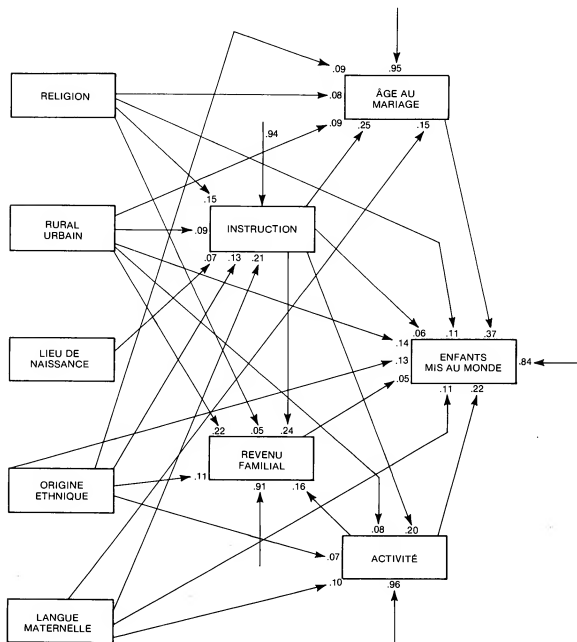 .09
.95
RELIGION
.08
ÂGE AU
MARIAGE
.09
.25
.15
.94
.15
RURAL
URBAIN
.09
INSTRUCTION
.07
.13
.21
LIEU DE
NAISSANCE
.06
.11
.37
.14
.13
ENFANTS
MIS AU MONDE
.84
.05
.11
.22
.22
.05
.24
REVENU
FAMILIAL
ORIGINE
ETHNIQUE
.11
.91
.16
.08
.20
.07
ACTIVITÉ
.10
.96
LANGUE
MATERNELLE